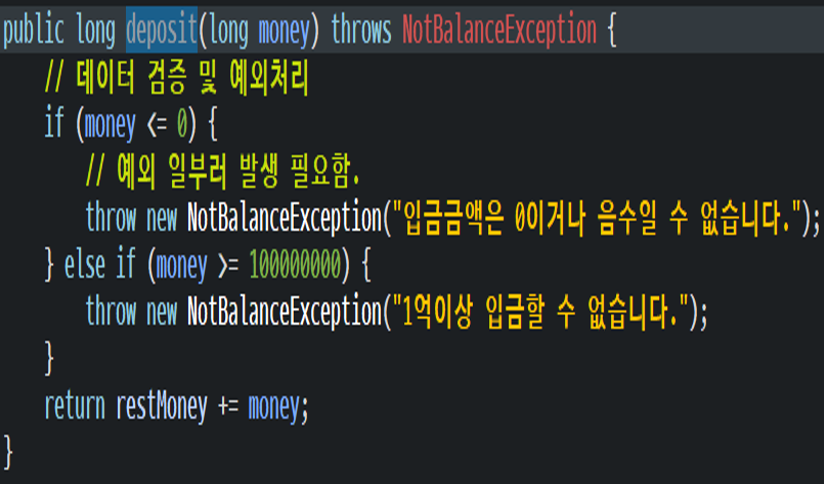 public long deposit(long money) throws NotBalanceException {
// 데이터 검증 및 예외처리
if (money <= 0) {
// 예외 일부러 발생 필요함.
throw new NotBalanceException("입금금액은 0이거나 음수일 수 없습니다.");
} else if (money >= 100000000) {
throw new NotBalanceException("1억이상 입금할 수 없습니다.");
}
return restMoney += money;
}